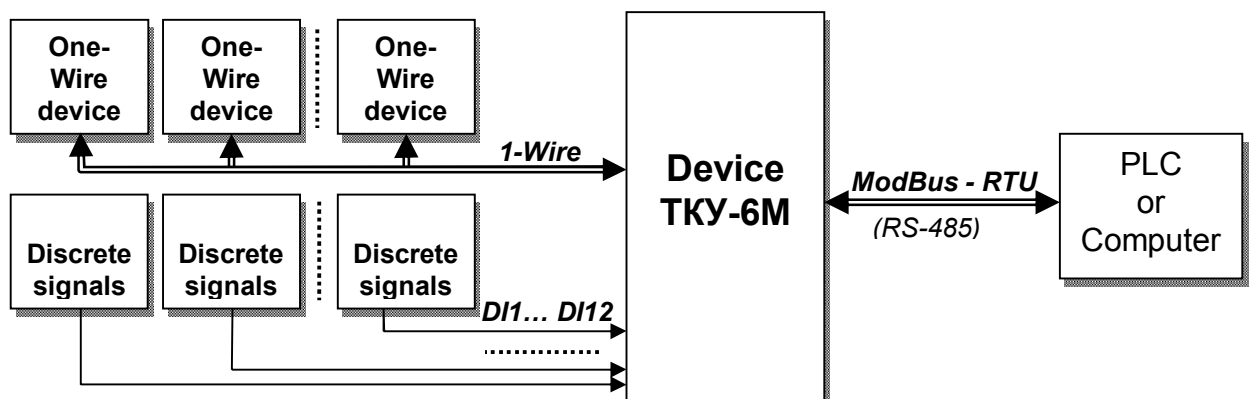 One-
Wire
device
One-
Wire
device
One-
Wire
device
1-Wire
Discrete
signals
Discrete
signals
Discrete
signals
DI1... DI12
Device
ТКУ-6М
ModBus - RTU
(RS-485)
PLC
or
Computer